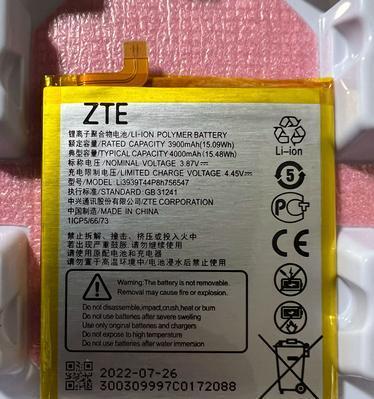 ZTE
锂离子聚合物电池/LI-ION POLYMER BATTERY
额定容量/RATED CAPACITY 3900mAh(15.09Wh)
典型容量/TYPICAL CAPACITY 4000mAh(15.48Wh)
标称电压/NOMINAL VOLTAGE 3.87V⎓
充电限制电压/LIMITED CHARGE VOLTAGE 4.45V⎓
型号/MODEL Li3939T44P8h756547
执行标准/STANDARD GB 31241
中兴通讯股份有限公司/ZTE CORPORATION
中国制造/MADE IN CHINA
1ICP5/66/73
Li-ion
5
CE
禁止拆解、撞击、挤压或投入火中
若出现严重鼓胀、请勿继续使用
请使用原配电池和充电器
请勿置于高温环境中/电池浸水后禁止使用
Warning: The battery is not removable.
Removal may cause fire or explosion.
Do not disassemble,impact,crush,heat or burn
Do not use batteries after severe swelling
Use only original batteries and chargers
Do not expose to high temperature
Do not use batteries after being immersed in water
2022-07-26
300309997C0172088